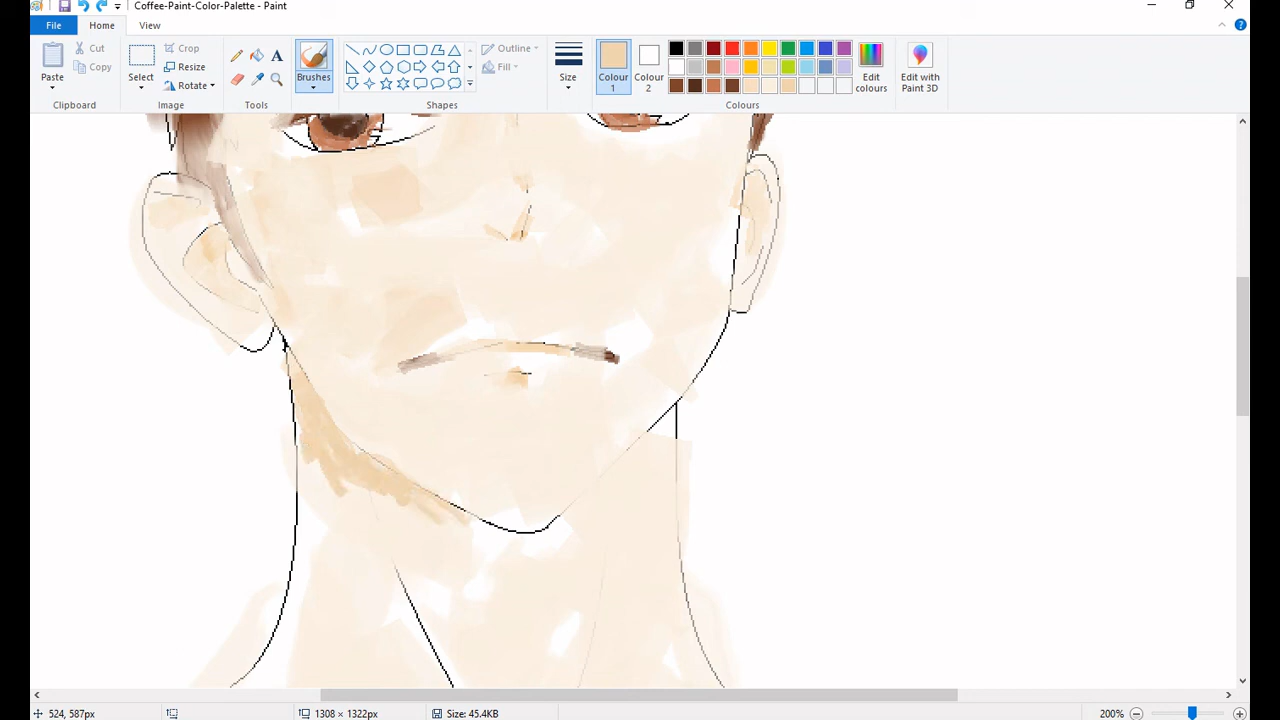 Coffee-Paint-Color-Palette - Paint
File Home View
Paste
Cut
Copy
Clipboard
Select
Crop
Resize
Rotate
Image
A
Tools
Brushes
Outline
Fill
Shapes
Size
Colour 1
Colour 2
Edit colours
Edit with Paint 3D
Colours
524, 587px
1308 × 1322px
Size: 45.4KB
200%